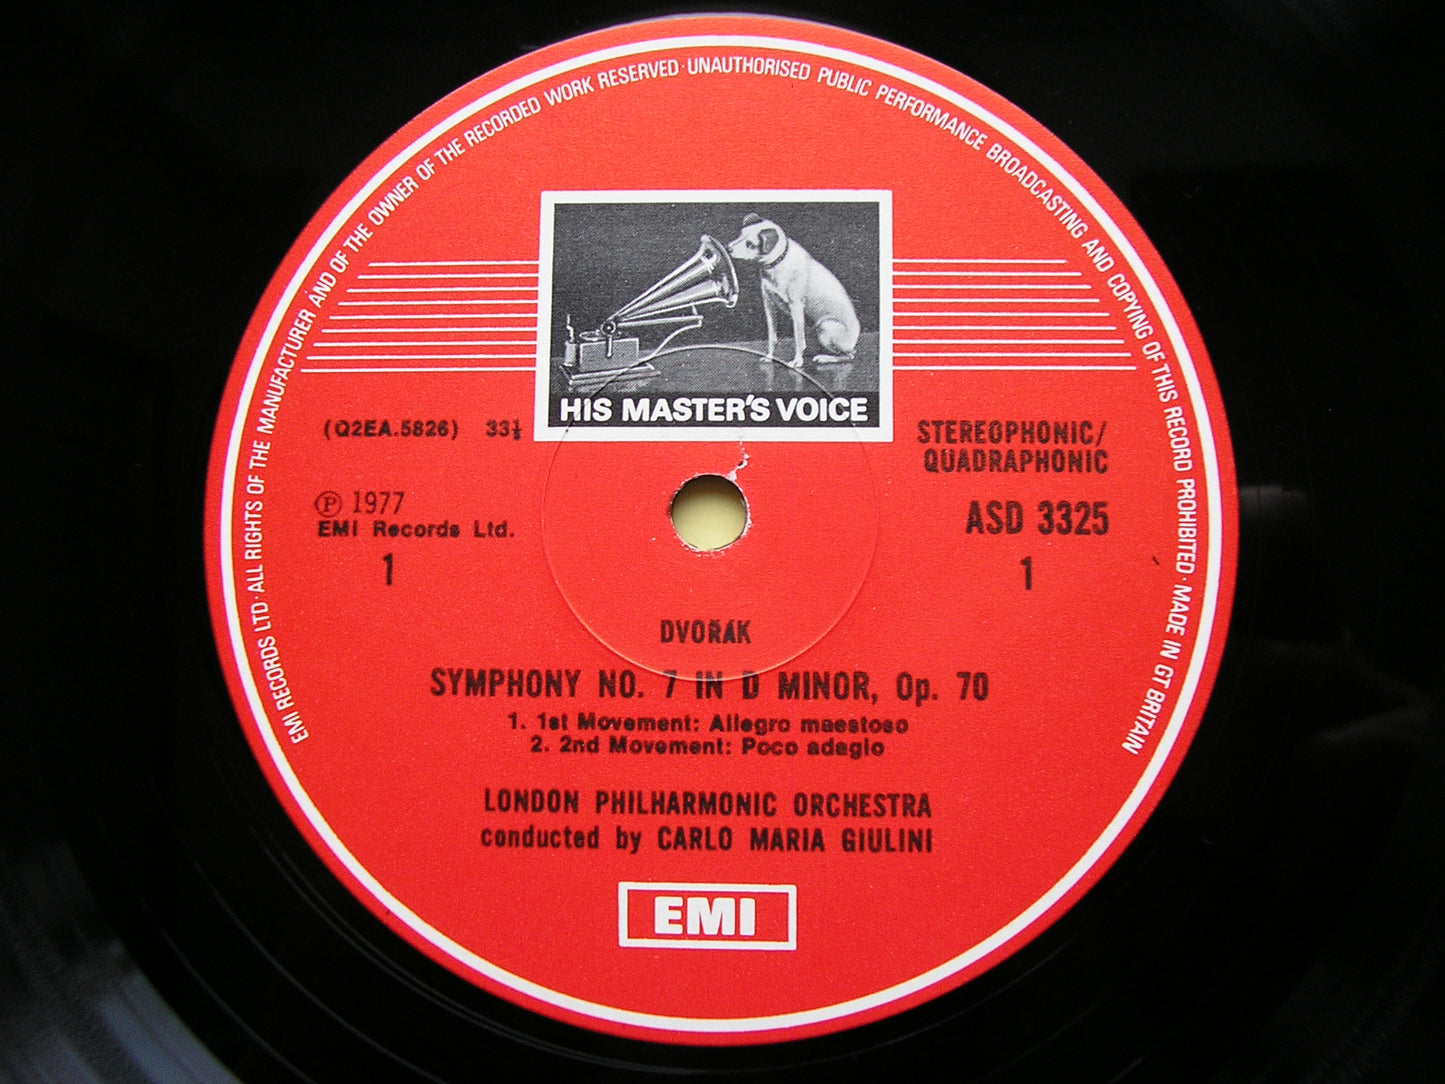 EMI RECORDS LTD · ALL RIGHTS OF THE MANUFACTURER AND OF THE OWNER OF THE RECORDED WORK RESERVED · UNAUTHORISED PUBLIC PERFORMANCE BROADCASTING AND COPYING OF THIS RECORD PROHIBITED · MADE IN GT BRITAIN
HIS MASTER'S VOICE
(Q2EA.5826) 33⅓
STEREOPHONIC/
QUADRAPHONIC
Ⓟ 1977
EMI Records Ltd.
ASD 3325
1
1
DVOŘÁK
SYMPHONY NO. 7 IN D MINOR, Op. 70
1. 1st Movement: Allegro maestoso
2. 2nd Movement: Poco adagio
LONDON PHILHARMONIC ORCHESTRA
conducted by CARLO MARIA GIULINI
EMI